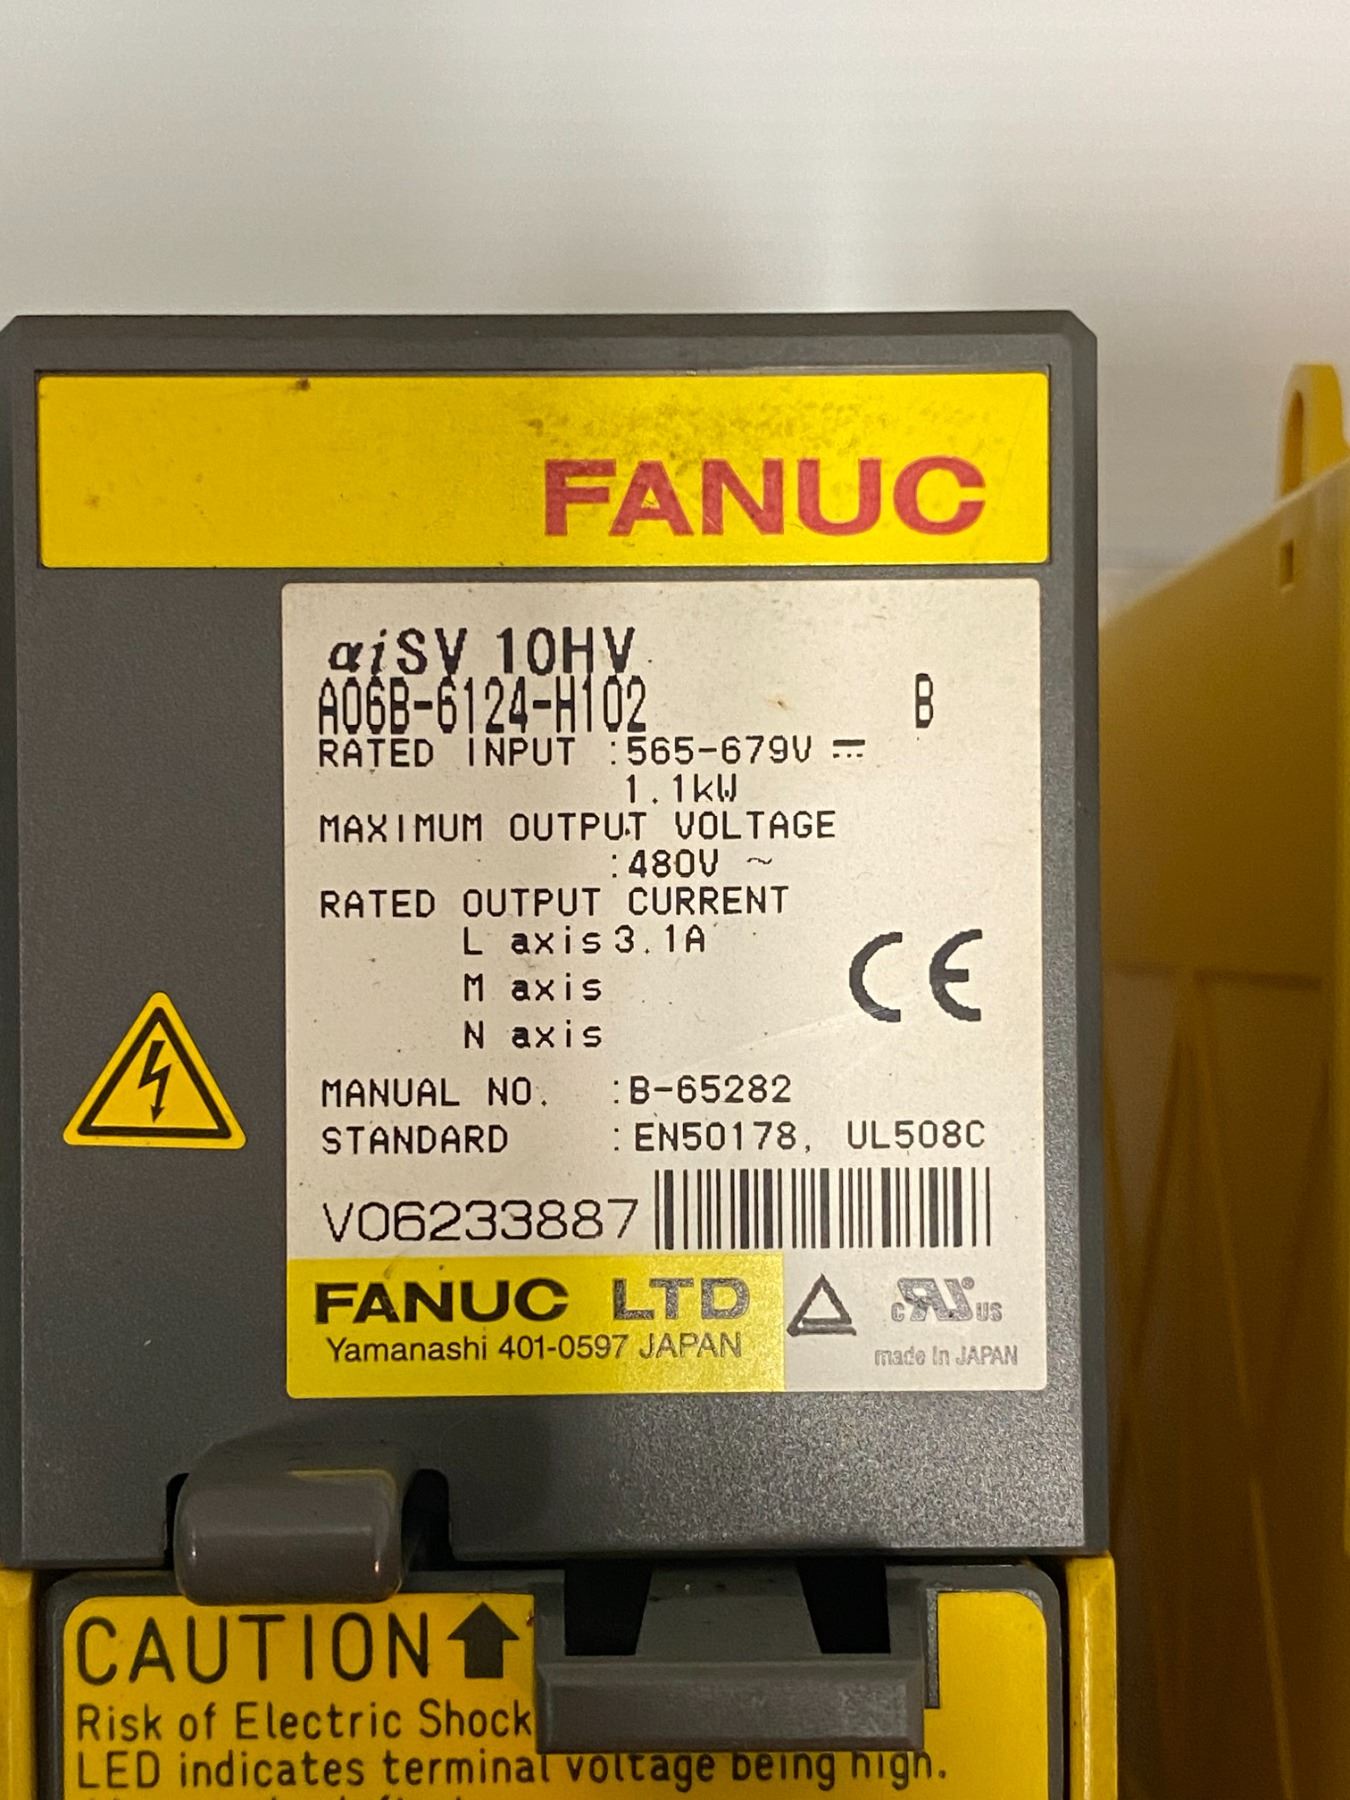 FANUC
αiSV 10HV
A06B-6124-H102 B
RATED INPUT :565-679V ⎓
1.1kW
MAXIMUM OUTPUT VOLTAGE
:480V ~
RATED OUTPUT CURRENT
L axis 3.1A
M axis
N axis
CE
MANUAL NO. :B-65282
STANDARD :EN50178, UL508C
V06233887
FANUC LTD
Yamanashi 401-0597 JAPAN
c RU US
made in JAPAN
CAUTION
Risk of Electric Shock
LED indicates terminal voltage being high.